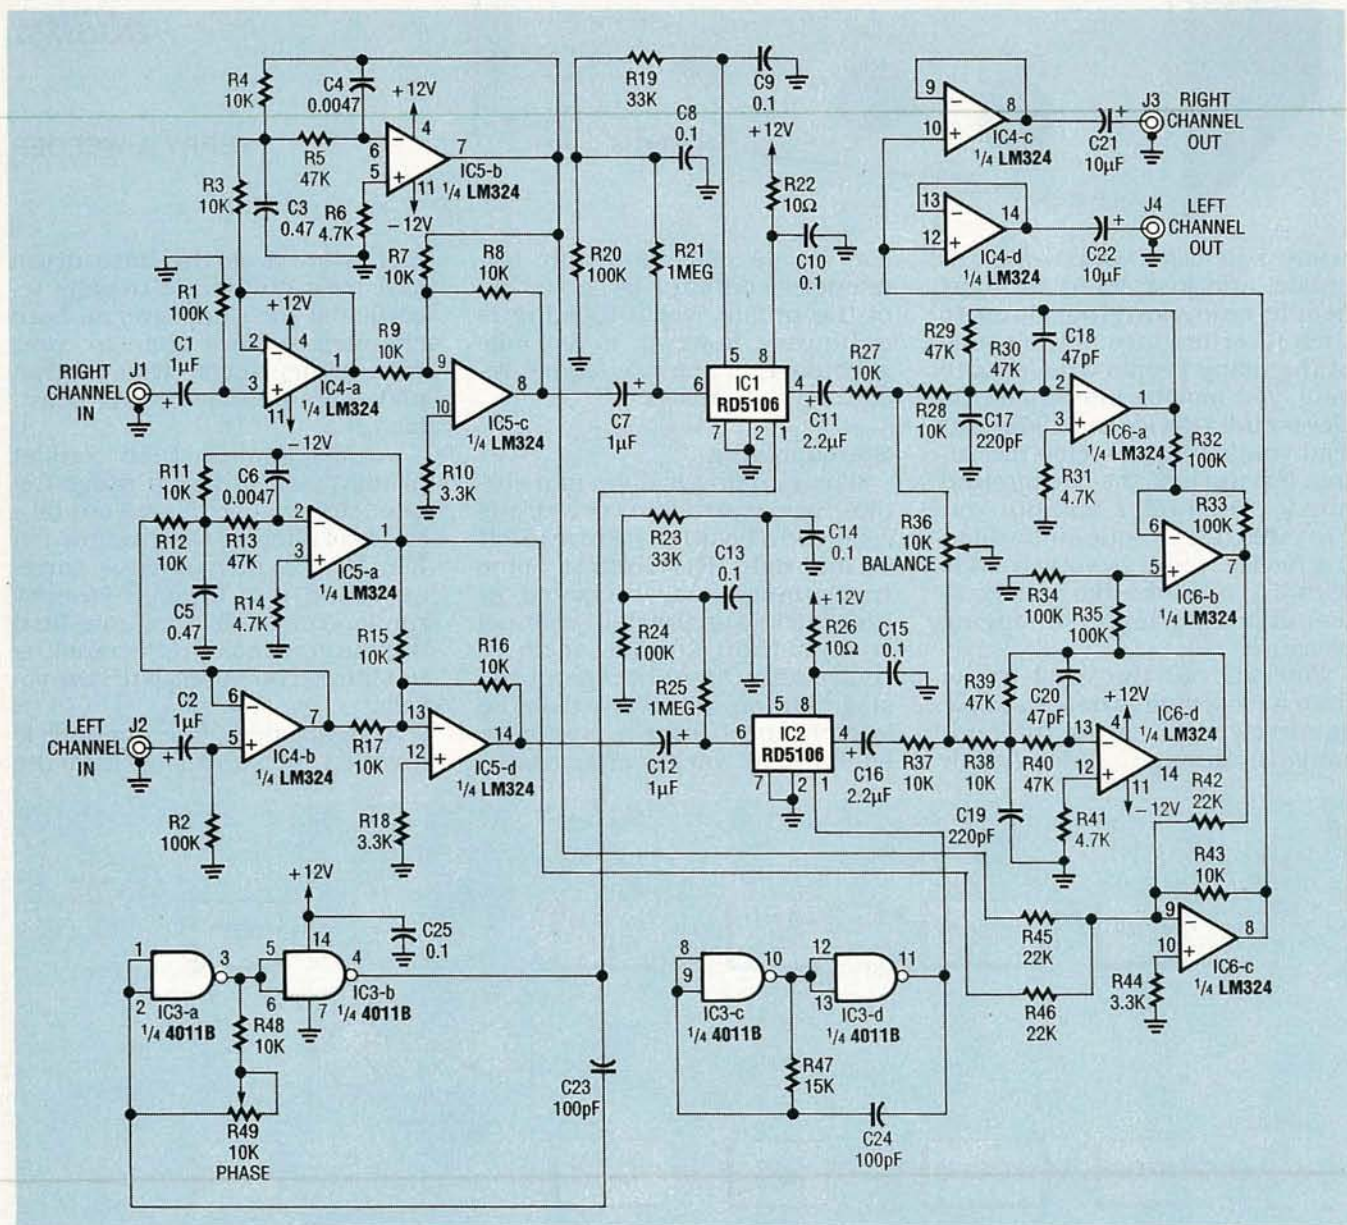 R4
10K
C4
0.0047
+12V
4
R5
47K
6
5
7
IC5-b
¼ LM324
11
−12V
R3
10K
C3
0.47
R6
4.7K
R7
10K
R8
10K
R1
100K
+12V
4
2
3
1
11
−12V
IC4-a
¼ LM324
RIGHT
CHANNEL
IN
J1
C1
1µF
+
R9
10K
9
10
8
IC5-c
¼ LM324
R10
3.3K
R19
33K
C9
0.1
C8
0.1
+12V
R22
10Ω
C10
0.1
R20
100K
R21
1MEG
C7
1µF
+
5
8
6
4
IC1
RD5106
7
2
1
+
C11
2.2µF
R27
10K
R28
10K
R29
47K
R30
47K
C18
47pF
C17
220pF
2
3
1
IC6-a
¼ LM324
R31
4.7K
R32
100K
R33
100K
6
5
7
IC6-b
¼ LM324
R34
100K
R35
100K
9
10
8
IC4-c
¼ LM324
C21
10µF
+
J3
RIGHT
CHANNEL
OUT
13
12
14
IC4-d
¼ LM324
C22
10µF
+
J4
LEFT
CHANNEL
OUT
R11
10K
C6
0.0047
R12
10K
R13
47K
2
3
1
IC5-a
¼ LM324
C5
0.47
R14
4.7K
R15
10K
R16
10K
LEFT
CHANNEL
IN
J2
C2
1µF
+
6
5
7
IC4-b
¼ LM324
R17
10K
13
12
14
IC5-d
¼ LM324
R2
100K
R18
3.3K
R23
33K
C14
0.1
C13
0.1
R24
100K
R25
1MEG
+12V
R26
10Ω
C15
0.1
C12
1µF
+
5
8
6
4
IC2
RD5106
7
2
1
+
C16
2.2µF
R36
10K
BALANCE
R37
10K
R38
10K
R39
47K
R40
47K
C20
47pF
C19
220pF
+12V
4
13
12
14
11
−12V
IC6-d
¼ LM324
R41
4.7K
R42
22K
R43
10K
9
10
8
IC6-c
¼ LM324
R44
3.3K
R45
22K
R46
22K
+12V
14
C25
0.1
1
2
3
IC3-a
¼ 4011B
5
6
4
7
IC3-b
¼ 4011B
R48
10K
R49
10K
PHASE
C23
100pF
8
9
10
IC3-c
¼ 4011B
12
13
11
IC3-d
¼ 4011B
R47
15K
C24
100pF